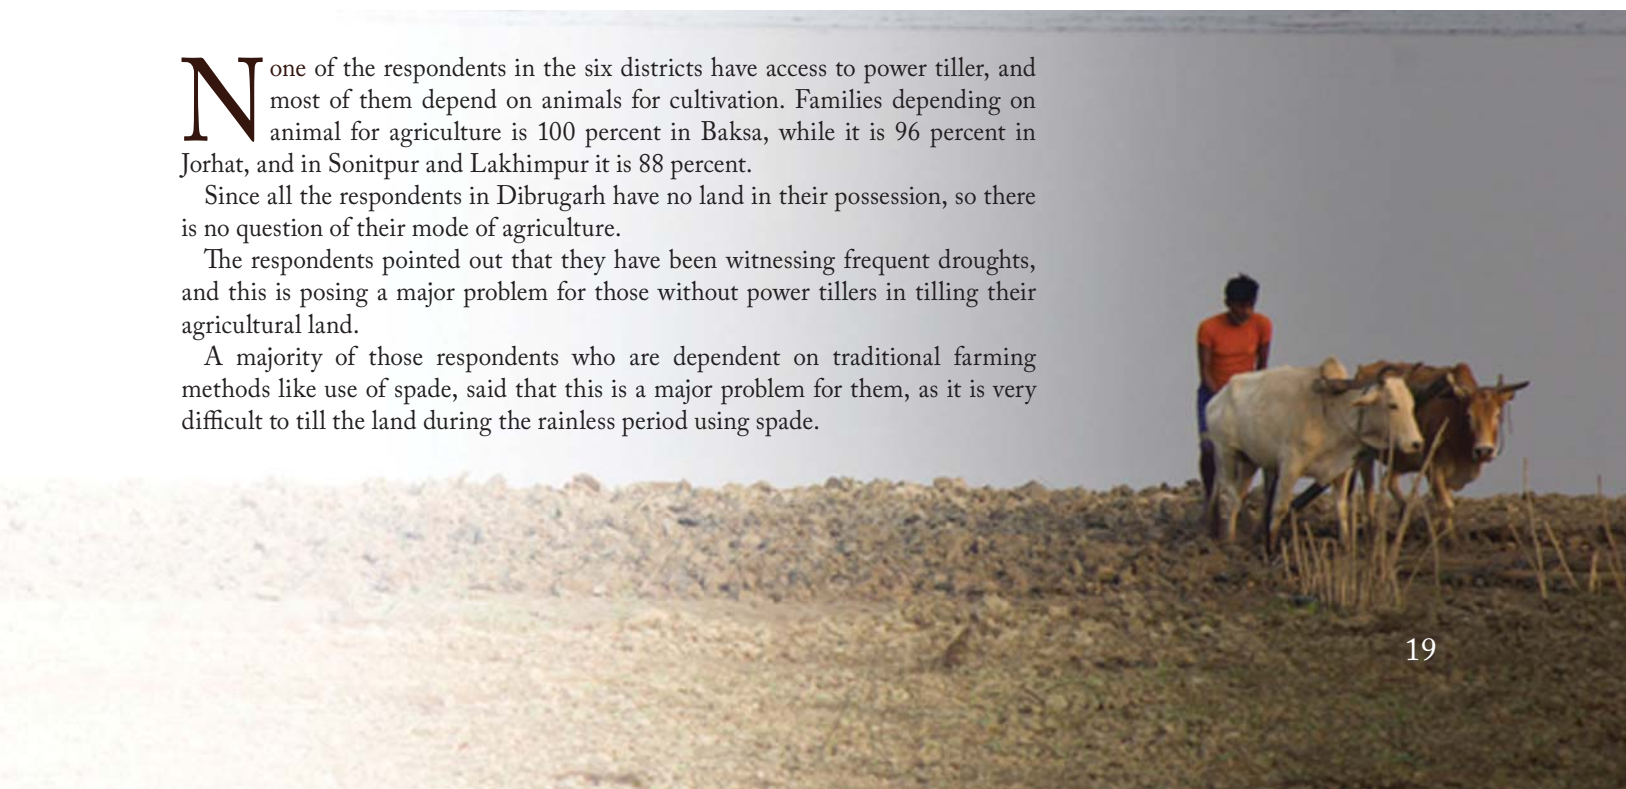 None of the respondents in the six districts have access to power tiller, and
most of them depend on animals for cultivation. Families depending on
animal for agriculture is 100 percent in Baksa, while it is 96 percent in
Jorhat, and in Sonitpur and Lakhimpur it is 88 percent.
Since all the respondents in Dibrugarh have no land in their possession, so there
is no question of their mode of agriculture.
The respondents pointed out that they have been witnessing frequent droughts,
and this is posing a major problem for those without power tillers in tilling their
agricultural land.
A majority of those respondents who are dependent on traditional farming
methods like use of spade, said that this is a major problem for them, as it is very
difficult to till the land during the rainless period using spade.
19